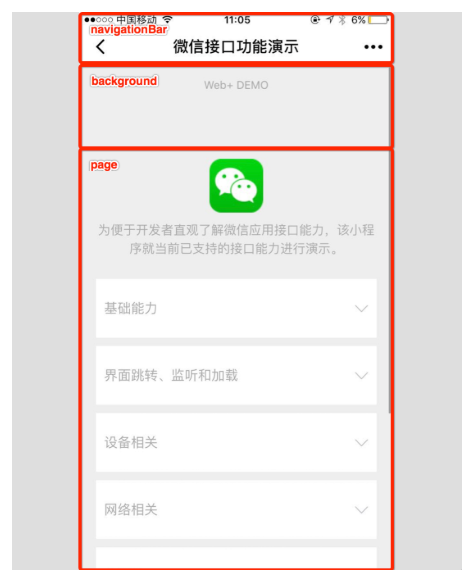 ●●○○○ 中国移动 11:05 6%
navigationBar
微信接口功能演示
background
Web+ DEMO
page
为便于开发者直观了解微信应用接口能力，该小程
序就当前已支持的接口能力进行演示。
基础能力
界面跳转、监听和加载
设备相关
网络相关